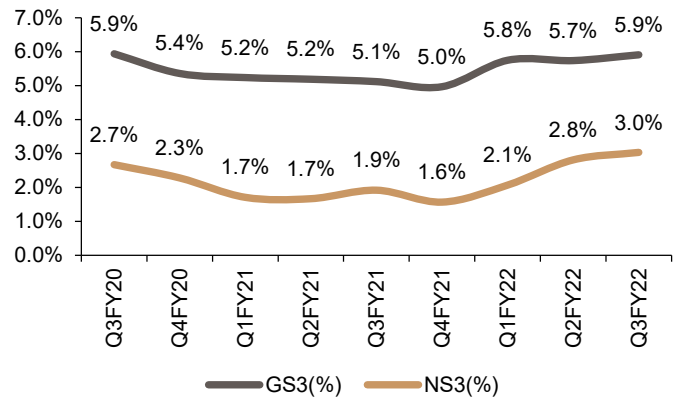 7.0%
6.0%
5.0%
4.0%
3.0%
2.0%
1.0%
0.0%
5.9% 5.4% 5.2% 5.2% 5.1% 5.0% 5.8% 5.7% 5.9%
2.7% 2.3% 1.7% 1.7% 1.9% 1.6% 2.1% 2.8% 3.0%
Q3FY20
Q4FY20
Q1FY21
Q2FY21
Q3FY21
Q4FY21
Q1FY22
Q2FY22
Q3FY22
GS3(%) NS3(%)